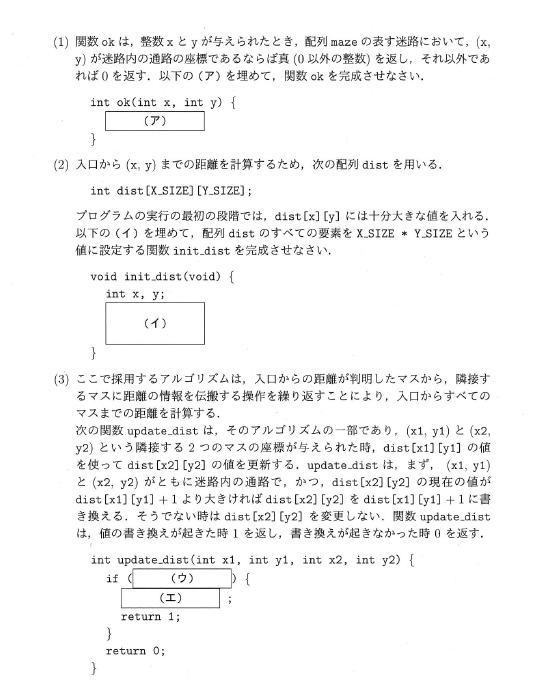 (1) 関数 ok は，整数 x と y が与えられたとき，配列 maze の表す迷路において，(x,
y) が迷路内の通路の座標であるならば真 (0 以外の整数) を返し，それ以外であ
れば 0 を返す．以下の（ア）を埋めて，関数 ok を完成させなさい．
int ok(int x, int y) {
（ア）
}
(2) 入口から (x, y) までの距離を計算するため，次の配列 dist を用いる．
int dist[X_SIZE][Y_SIZE];
プログラムの実行の最初の段階では，dist[x][y] には十分大きな値を入れる．
以下の（イ）を埋めて，配列 dist のすべての要素を X_SIZE * Y_SIZE という
値に設定する関数 init_dist を完成させなさい．
void init_dist(void) {
int x, y;
（イ）
}
(3) ここで採用するアルゴリズムは，入口からの距離が判明したマスから，隣接す
るマスに距離の情報を伝搬する操作を繰り返すことにより，入口からすべての
マスまでの距離を計算する．
次の関数 update_dist は，そのアルゴリズムの一部であり，(x1, y1) と (x2,
y2) という隣接する 2 つのマスの座標が与えられた時，dist[x1][y1] の値
を使って dist[x2][y2] の値を更新する．update_dist は，まず， (x1, y1)
と (x2, y2) がともに迷路内の通路で，かつ，dist[x2][y2] の現在の値が
dist[x1][y1] + 1 より大きければ dist[x2][y2] を dist[x1][y1] + 1 に書
き換える．そうでない時は dist[x2][y2] を変更しない．関数 update_dist
は，値の書き換えが起きた時 1 を返し，書き換えが起きなかった時 0 を返す．
int update_dist(int x1, int y1, int x2, int y2) {
if (（ウ）) {
（エ）;
return 1;
}
return 0;
}